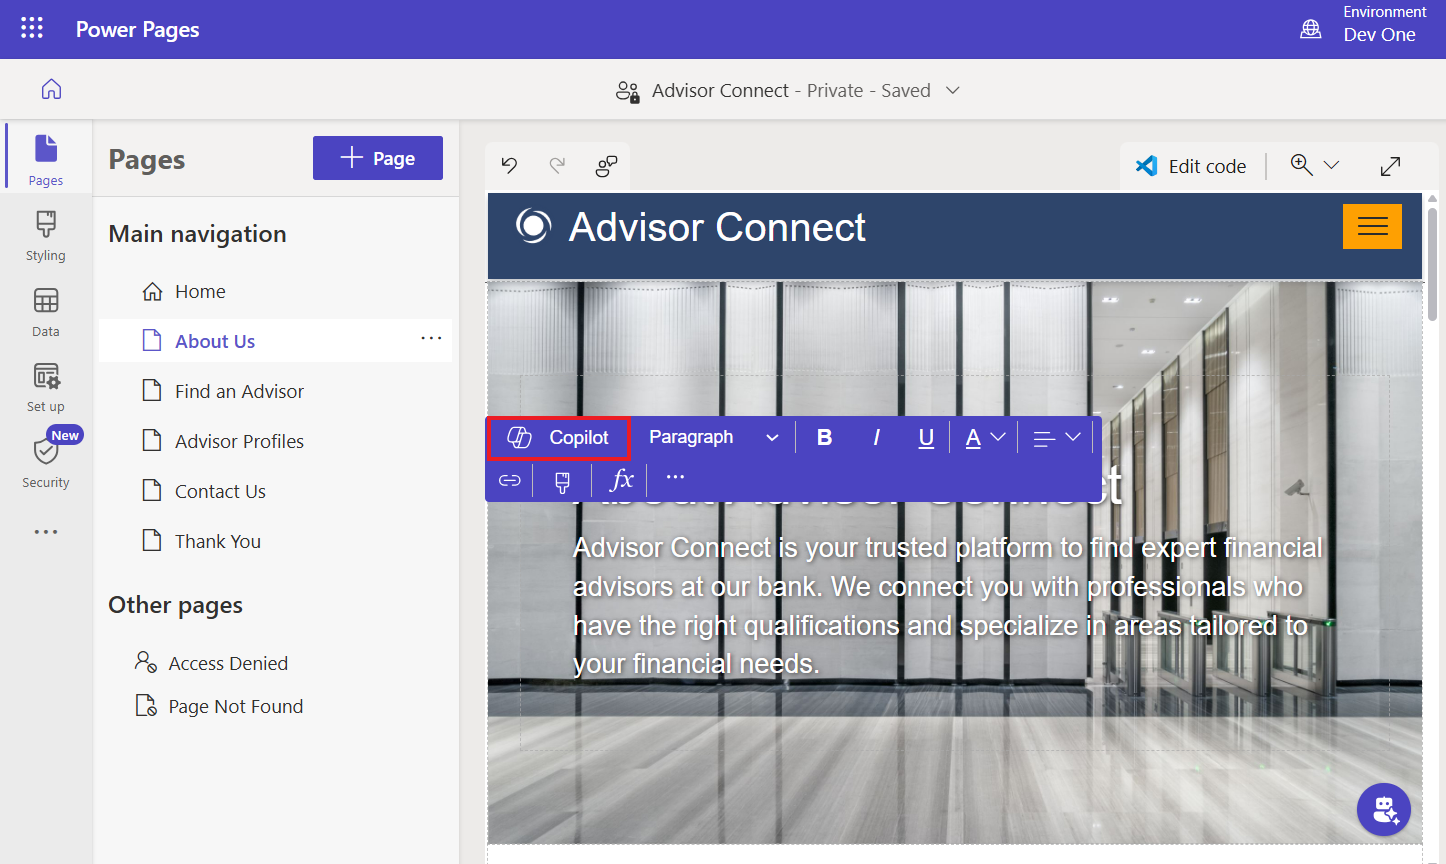 Power Pages
Environment
Dev One
Advisor Connect - Private - Saved
Pages
Styling
Data
Set up
New
Security
Pages
Page
Main navigation
Home
About Us
Find an Advisor
Advisor Profiles
Contact Us
Thank You
Other pages
Access Denied
Page Not Found
Edit code
Advisor Connect
Copilot
Paragraph
B
I
U
A
fx
Advisor Connect is your trusted platform to find expert financial
advisors at our bank. We connect you with professionals who
have the right qualifications and specialize in areas tailored to
your financial needs.